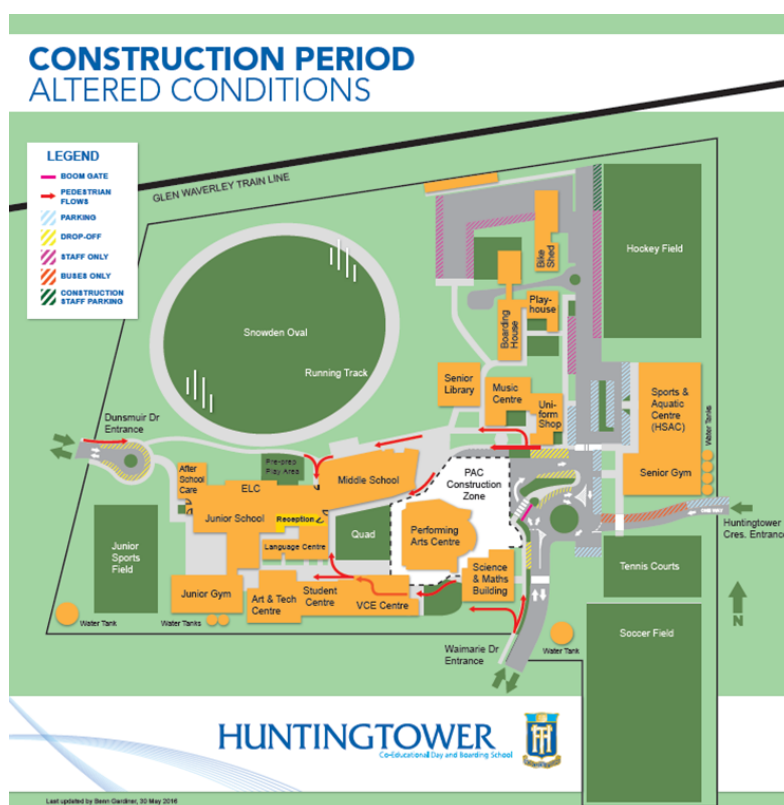 CONSTRUCTION PERIOD
ALTERED CONDITIONS
LEGEND
BOOM GATE
PEDESTRIAN
FLOWS
PARKING
DROP-OFF
STAFF ONLY
BUSES ONLY
CONSTRUCTION
STAFF PARKING
GLEN WAVERLEY TRAIN LINE
Hockey Field
Bike
Shed
Boarding
House
Play-
house
Snowden Oval
Running Track
Senior
Library
Music
Centre
Uni-
form
Shop
Sports &
Aquatic
Centre
(HSAC)
Water Tanks
Senior Gym
Dunsmuir Dr
Entrance
After
School
Care
Pre-prep
Play Area
ELC
Middle School
PAC
Construction
Zone
Junior School
Reception
Language Centre
Quad
Performing
Arts Centre
ONE WAY
Huntingtower
Cres. Entrance
Junior
Sports
Field
Junior Gym
Art & Tech
Centre
Student
Centre
VCE Centre
Science
& Maths
Building
Tennis Courts
Water Tank
Water Tanks
Waimarie Dr
Entrance
Water Tank
Soccer Field
N
HUNTINGTOWER
Co-Educational Day and Boarding School
Last updated by Benn Gardiner, 30 May 2016